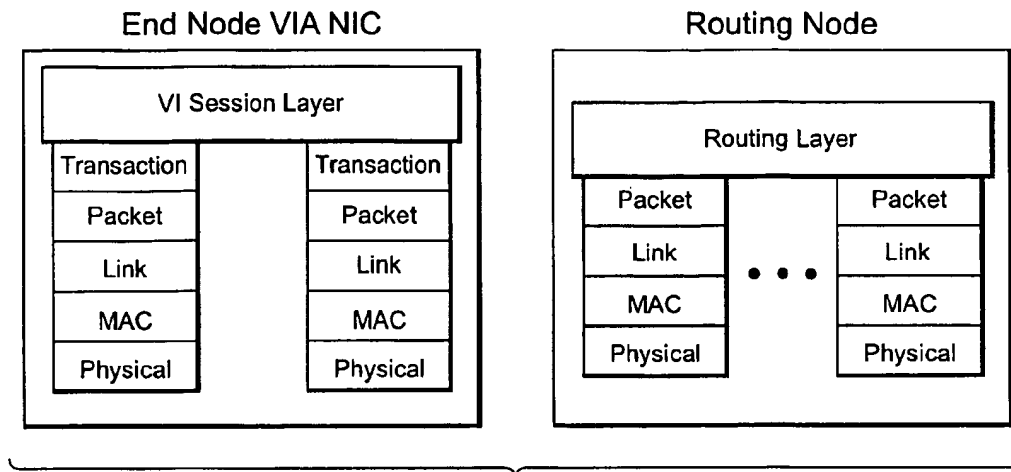 End Node VIA NIC
VI Session Layer
Transaction
Packet
Link
MAC
Physical
Transaction
Packet
Link
MAC
Physical
Routing Node
Routing Layer
Packet
Link
MAC
Physical
Packet
Link
MAC
Physical